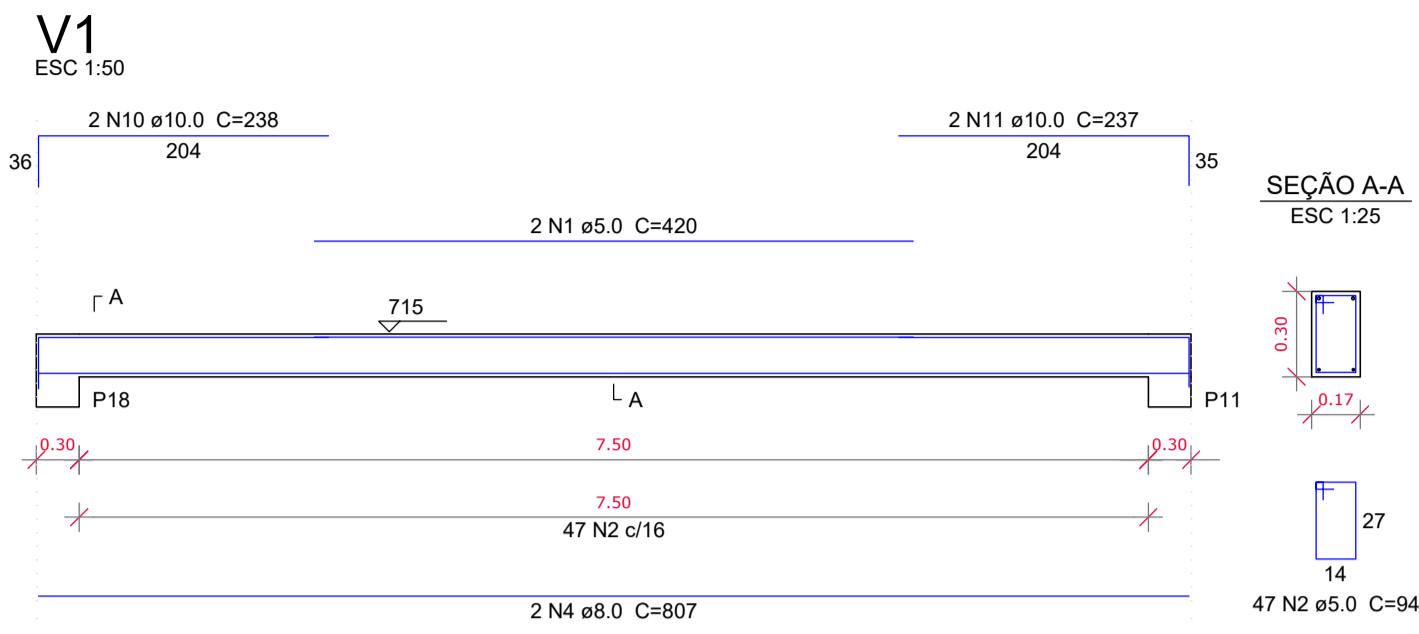 V1
ESC 1:50
2 N10 ø10.0 C=238
204
36
2 N11 ø10.0 C=237
204
35
SEÇÃO A-A
ESC 1:25
2 N1 ø5.0 C=420
A
715
A
P18
P11
0.30
0.17
0.30
7.50
0.30
7.50
47 N2 c/16
27
14
47 N2 ø5.0 C=94
2 N4 ø8.0 C=807